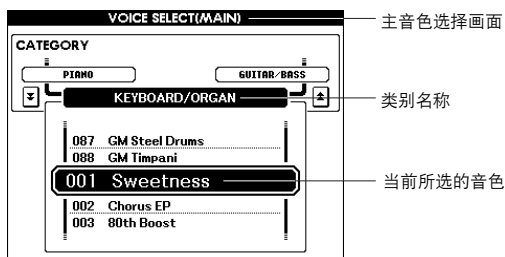 VOICE SELECT(MAIN)
主音色选择画面
CATEGORY
PIANO
GUITAR/BASS
KEYBOARD/ORGAN
类别名称
087 GM Steel Drums
088 GM Timpani
001 Sweetness
当前所选的音色
002 Chorus EP
003 80th Boost